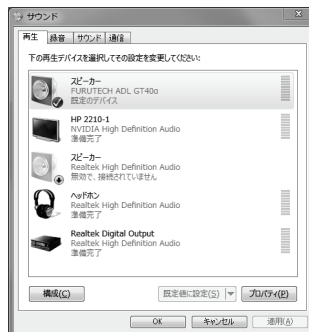 サウンド
再生 録音 サウンド 通信
下の再生デバイスを選択してその設定を変更してください:
スピーカー
FURUTECH ADL GT40α
既定のデバイス
HP 2210-1
NVIDIA High Definition Audio
準備完了
スピーカー
Realtek High Definition Audio
無効で、接続されていません
ヘッドホン
Realtek High Definition Audio
準備完了
Realtek Digital Output
Realtek High Definition Audio
準備完了
構成(C) 既定値に設定(S) プロパティ(P)
OK キャンセル 適用(A)